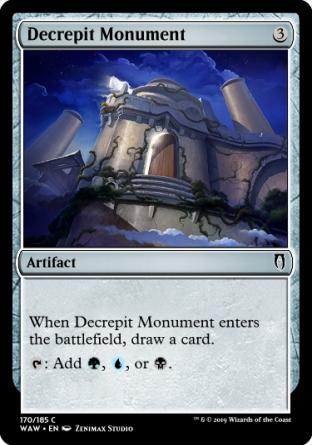 Decrepit Monument 3
Artifact
When Decrepit Monument enters
the battlefield, draw a card.
: Add , , or .
170/185 C
WAW • EN ZENIMAX STUDIO
™ & © 2019 Wizards of the Coast